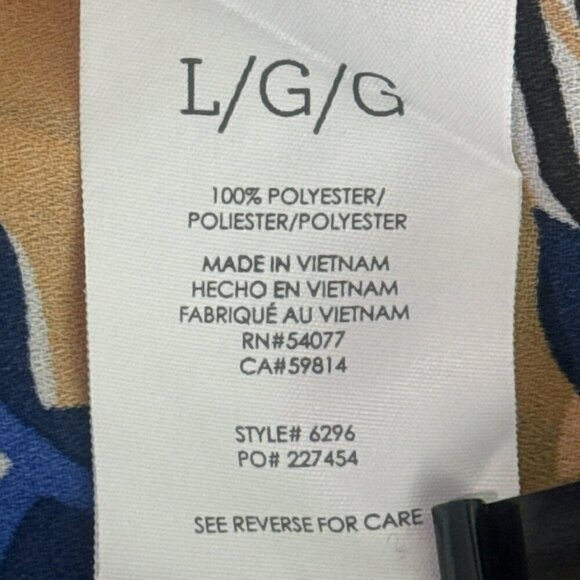 L/G/G
100% POLYESTER/
POLIESTER/POLYESTER
MADE IN VIETNAM
HECHO EN VIETNAM
FABRIQUÉ AU VIETNAM
RN#54077
CA#59814
STYLE# 6296
PO# 227454
SEE REVERSE FOR CARE